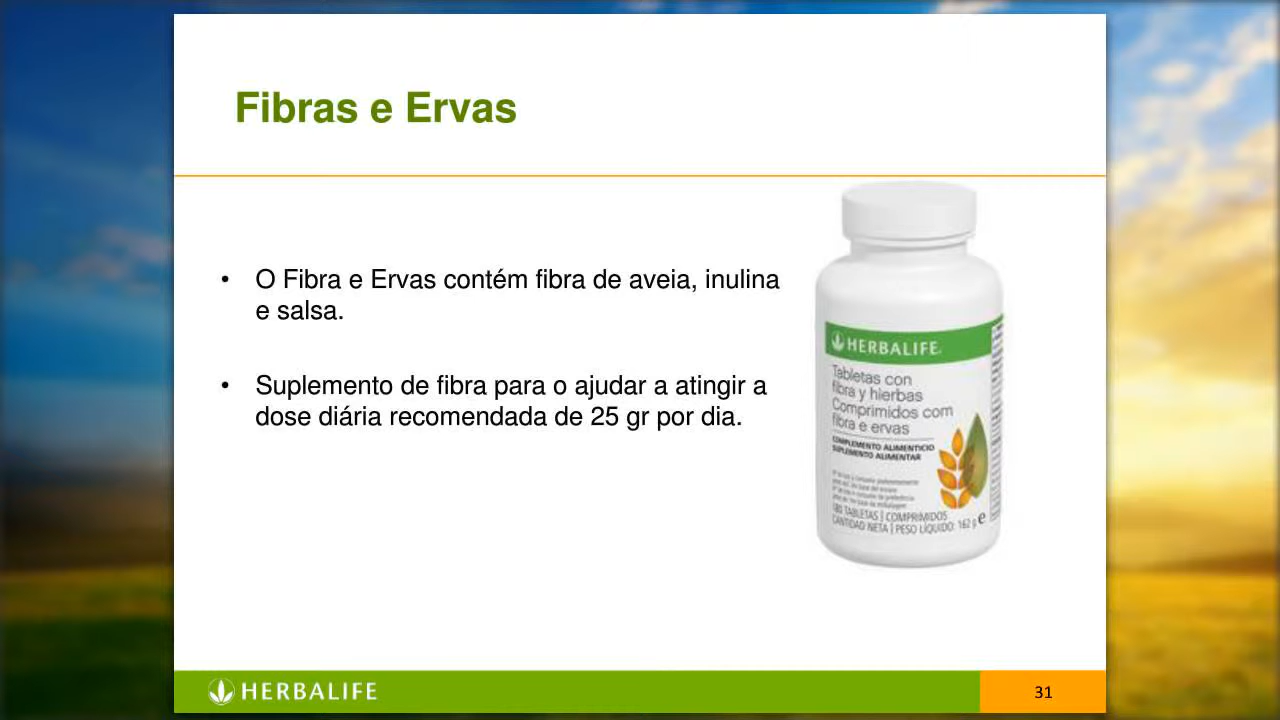 Fibras e Ervas
• O Fibra e Ervas contém fibra de aveia, inulina
e salsa.
• Suplemento de fibra para o ajudar a atingir a
dose diária recomendada de 25 gr por dia.
HERBALIFE
Tabletas con
fibra y hierbas
Comprimidos com
fibra e ervas
COMPLEMENTO ALIMENTICIO
SUPLEMENTO ALIMENTAR
180 TABLETAS | COMPRIMIDOS
CANTIDAD NETA | PESO LÍQUIDO: 162 g e
HERBALIFE
31